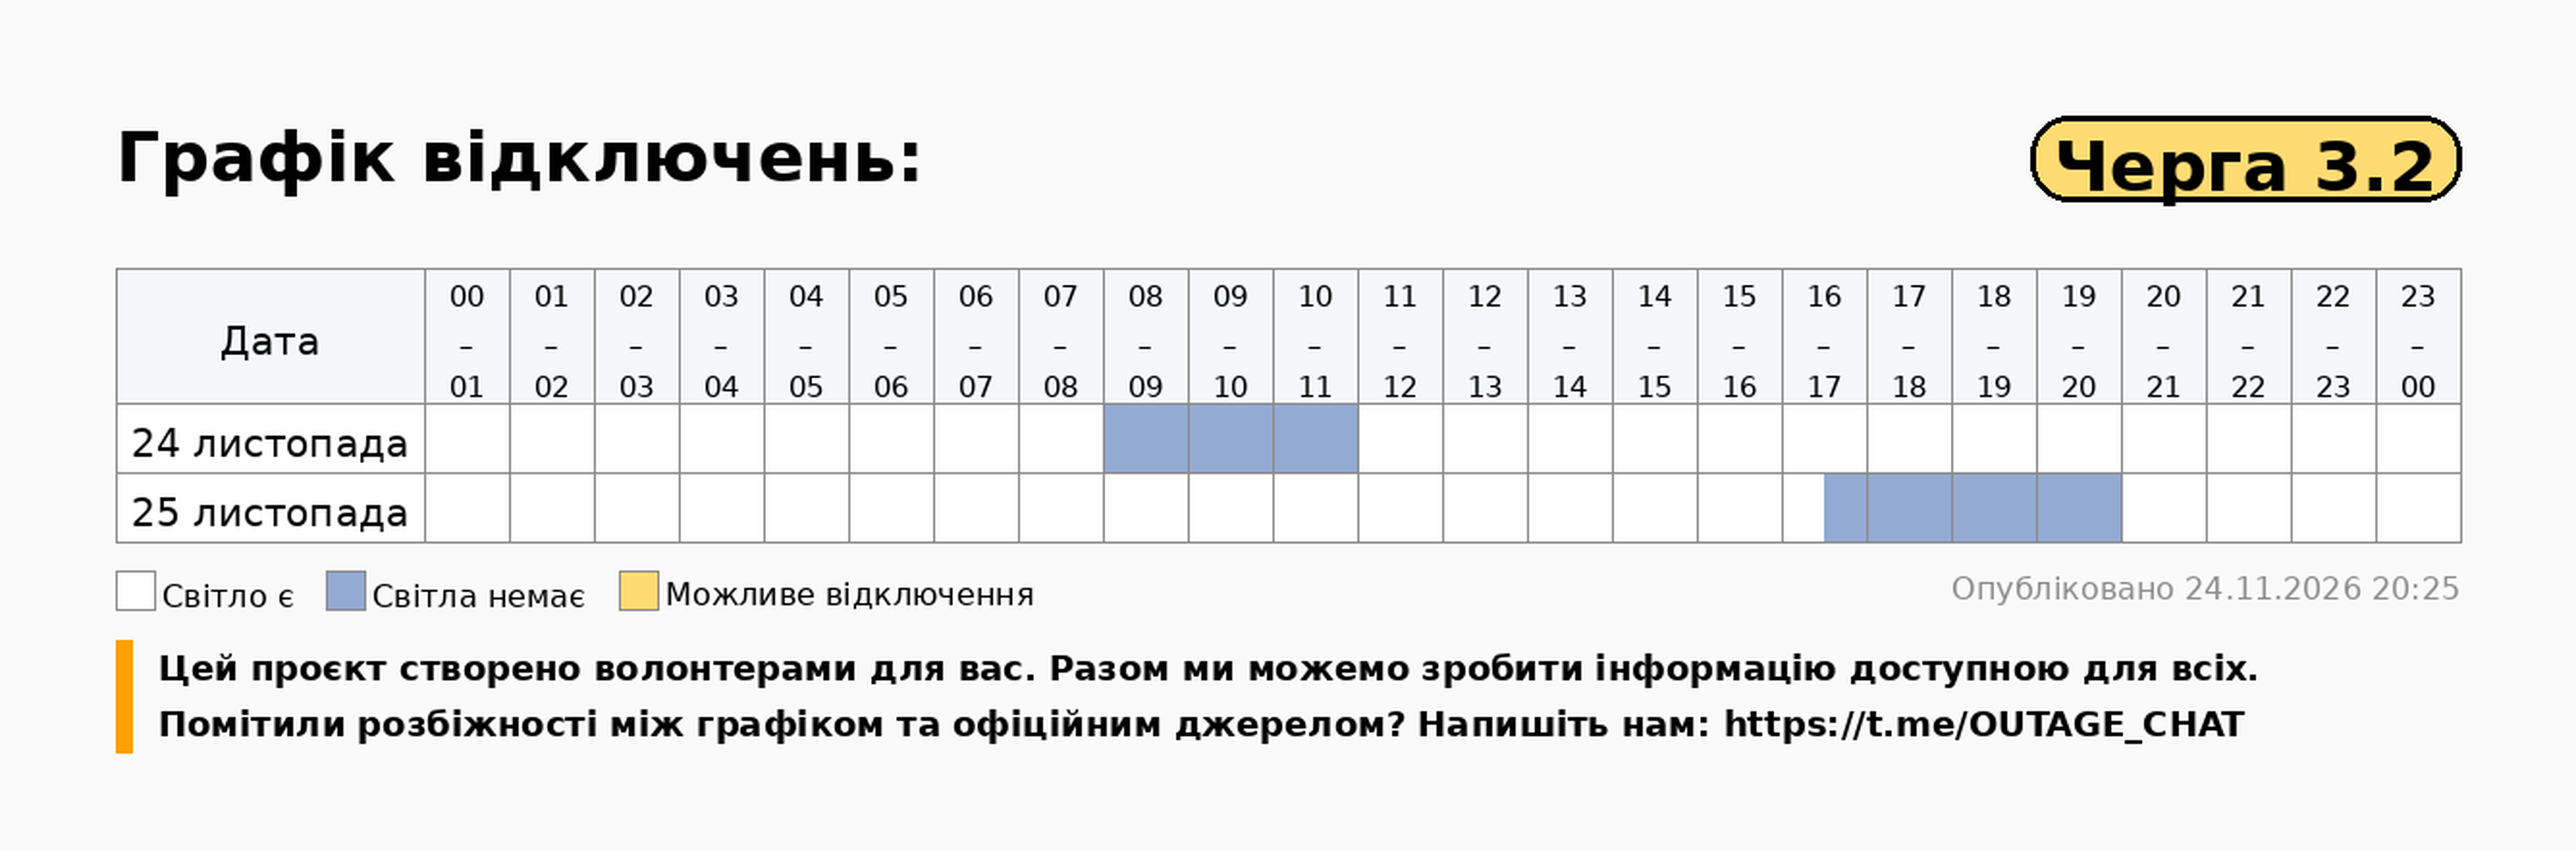 Графік відключень:
Черга 3.2
Дата
00 – 01
01 – 02
02 – 03
03 – 04
04 – 05
05 – 06
06 – 07
07 – 08
08 – 09
09 – 10
10 – 11
11 – 12
12 – 13
13 – 14
14 – 15
15 – 16
16 – 17
17 – 18
18 – 19
19 – 20
20 – 21
21 – 22
22 – 23
23 – 00
24 листопада
25 листопада
Світло є
Світла немає
Можливе відключення
Опубліковано 24.11.2026 20:25
Цей проєкт створено волонтерами для вас. Разом ми можемо зробити інформацію доступною для всіх.
Помітили розбіжності між графіком та офіційним джерелом? Напишіть нам: https://t.me/OUTAGE_CHAT